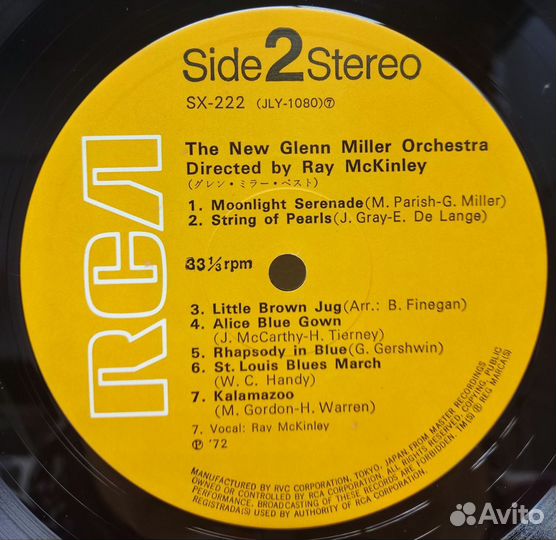 Side 2 Stereo
SX-222 (JLY-1080)⑦
RCA
The New Glenn Miller Orchestra
Directed by Ray McKinley
(グレン・ミラー・ベスト)
1. Moonlight Serenade(M. Parish-G. Miller)
2. String of Pearls(J. Gray-E. De Lange)
33⅓rpm
3. Little Brown Jug(Arr.: B. Finegan)
4. Alice Blue Gown
(J. McCarthy-H. Tierney)
5. Rhapsody in Blue(G. Gershwin)
6. St. Louis Blues March
(W. C. Handy)
7. Kalamazoo
(M. Gordon-H. Warren)
7. Vocal: Ray McKinley
Ⓟ '72
MANUFACTURED BY RVC CORPORATION, TOKYO, JAPAN, FROM MASTER RECORDINGS
OWNED OR CONTROLLED BY RCA CORPORATION. ALL RIGHTS RESERVED, COPYING, PUBLIC
PERFORMANCE, BROADCASTING OF THESE RECORDS ARE FORBIDDEN. TM(S) ® REG MARCA(S)
REGISTRADA(S) USED BY AUTHORITY OF RCA CORPORATION.
Avito